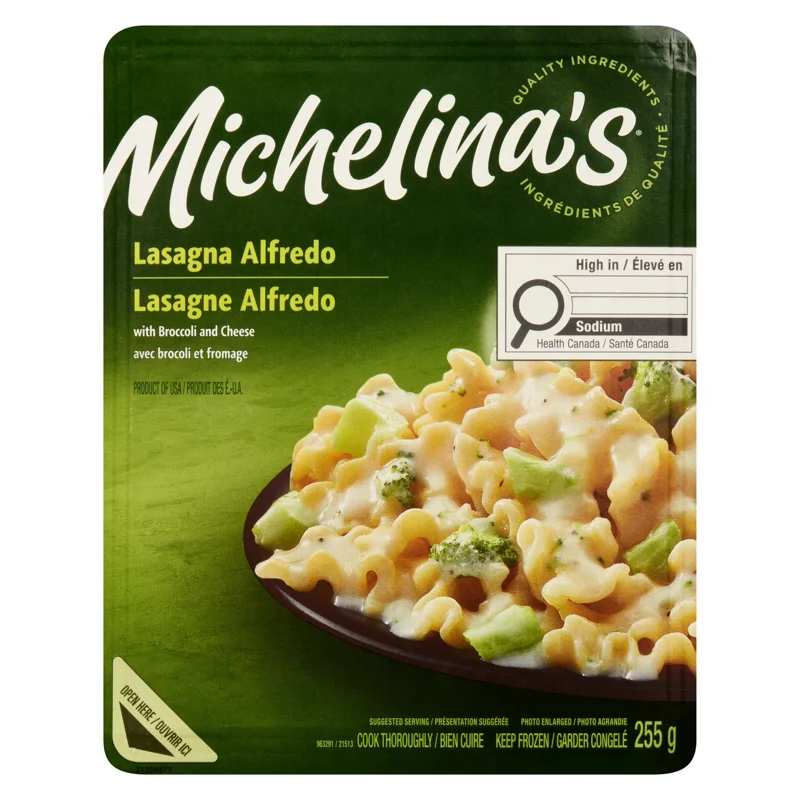 Michelina's®
QUALITY INGREDIENTS •
INGRÉDIENTS DE QUALITÉ •
Lasagna Alfredo
Lasagne Alfredo
with Broccoli and Cheese
avec brocoli et fromage
PRODUCT OF USA / PRODUIT DES É.-U.A.
High in / Élevé en
Sodium
Health Canada / Santé Canada
OPEN HERE / OUVRIR ICI
SUGGESTED SERVING / PRÉSENTATION SUGGÉRÉE PHOTO ENLARGED / PHOTO AGRANDIE
963291 / 21513 COOK THOROUGHLY / BIEN CUIRE KEEP FROZEN / GARDER CONGELÉ 255 g